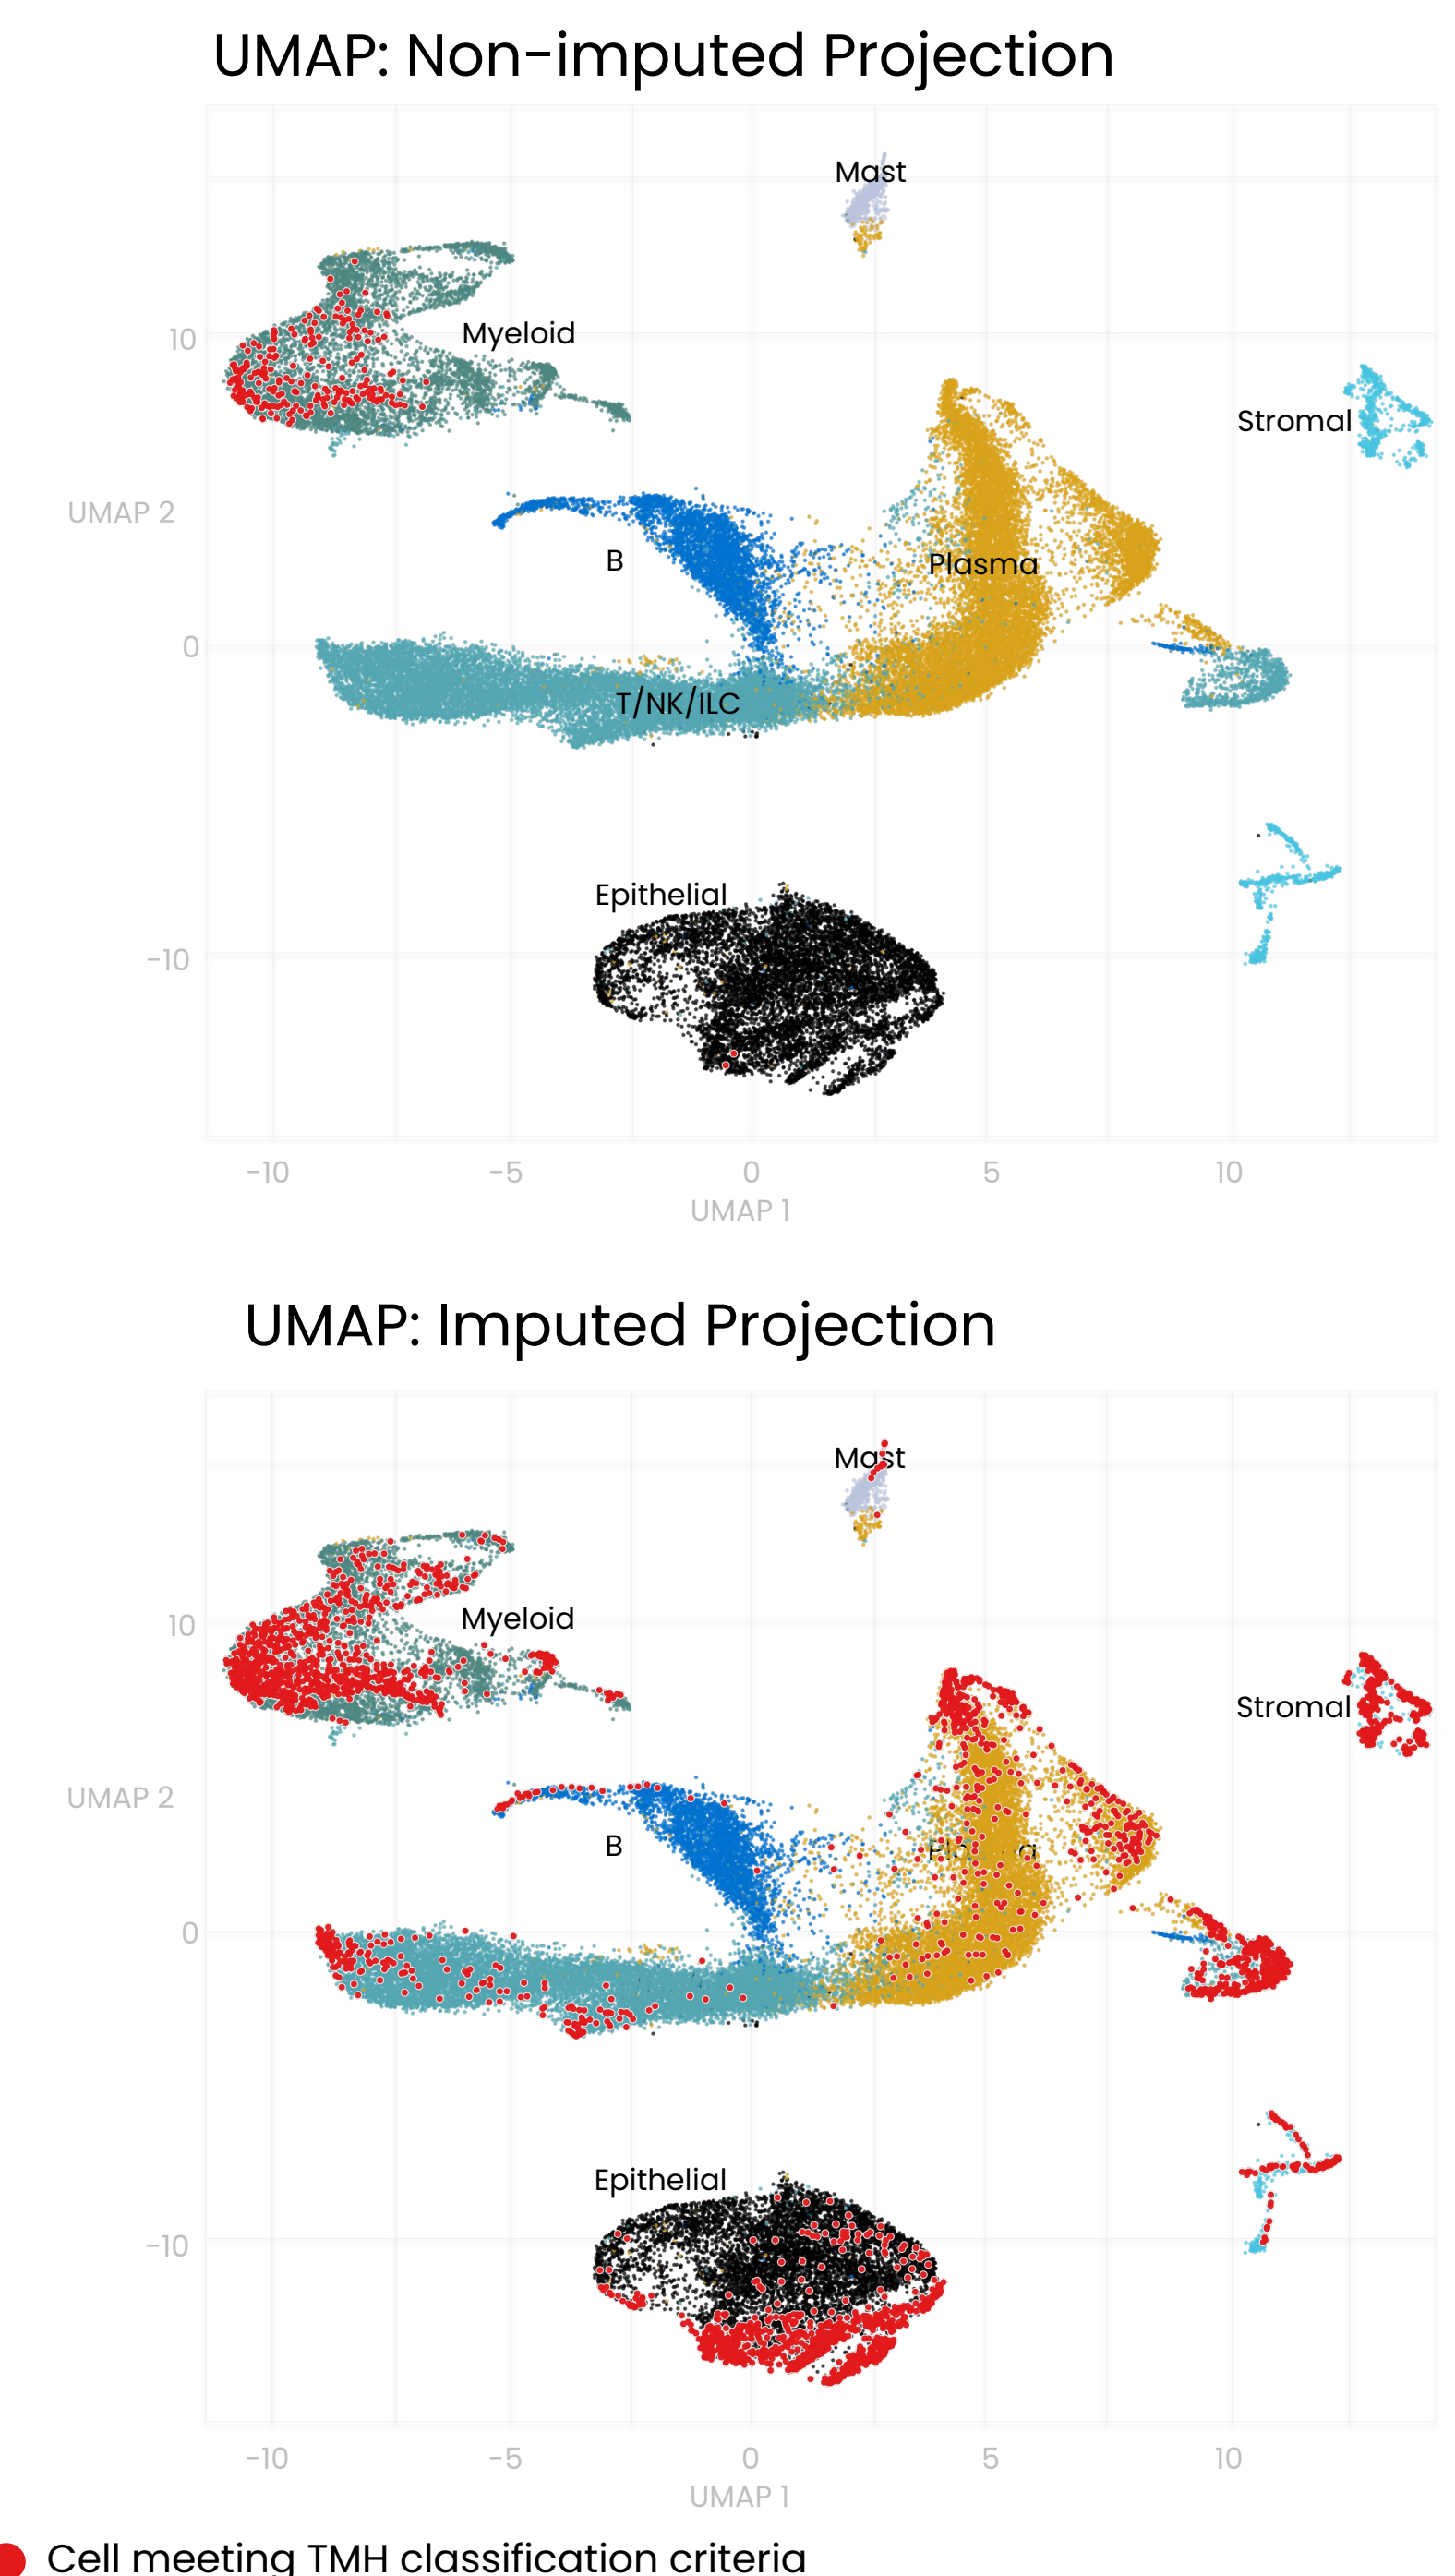 UMAP: Non-imputed Projection
Mast
10
Myeloid
Stromal
UMAP 2
B
Plasma
0
T/NK/ILC
Epithelial
-10
-10 -5 0 5 10
UMAP 1
UMAP: Imputed Projection
Mast
10
Myeloid
Stromal
UMAP 2
B
Plasma
0
Epithelial
-10
-10 -5 0 5 10
UMAP 1
Cell meeting TMH classification criteria